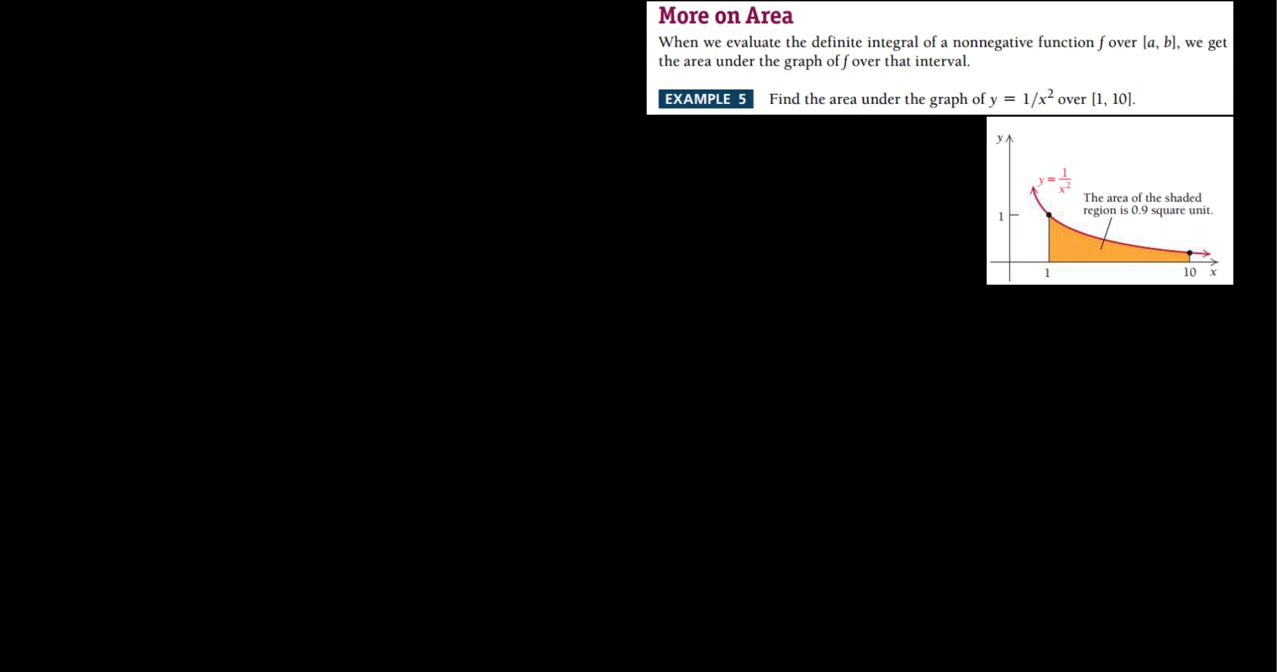 More on Area
When we evaluate the definite integral of a nonnegative function f over [a, b], we get
the area under the graph of f over that interval.
EXAMPLE 5 Find the area under the graph of y = 1/x² over [1, 10].
y
y = 1/x²
The area of the shaded
region is 0.9 square unit.
1
1 10 x